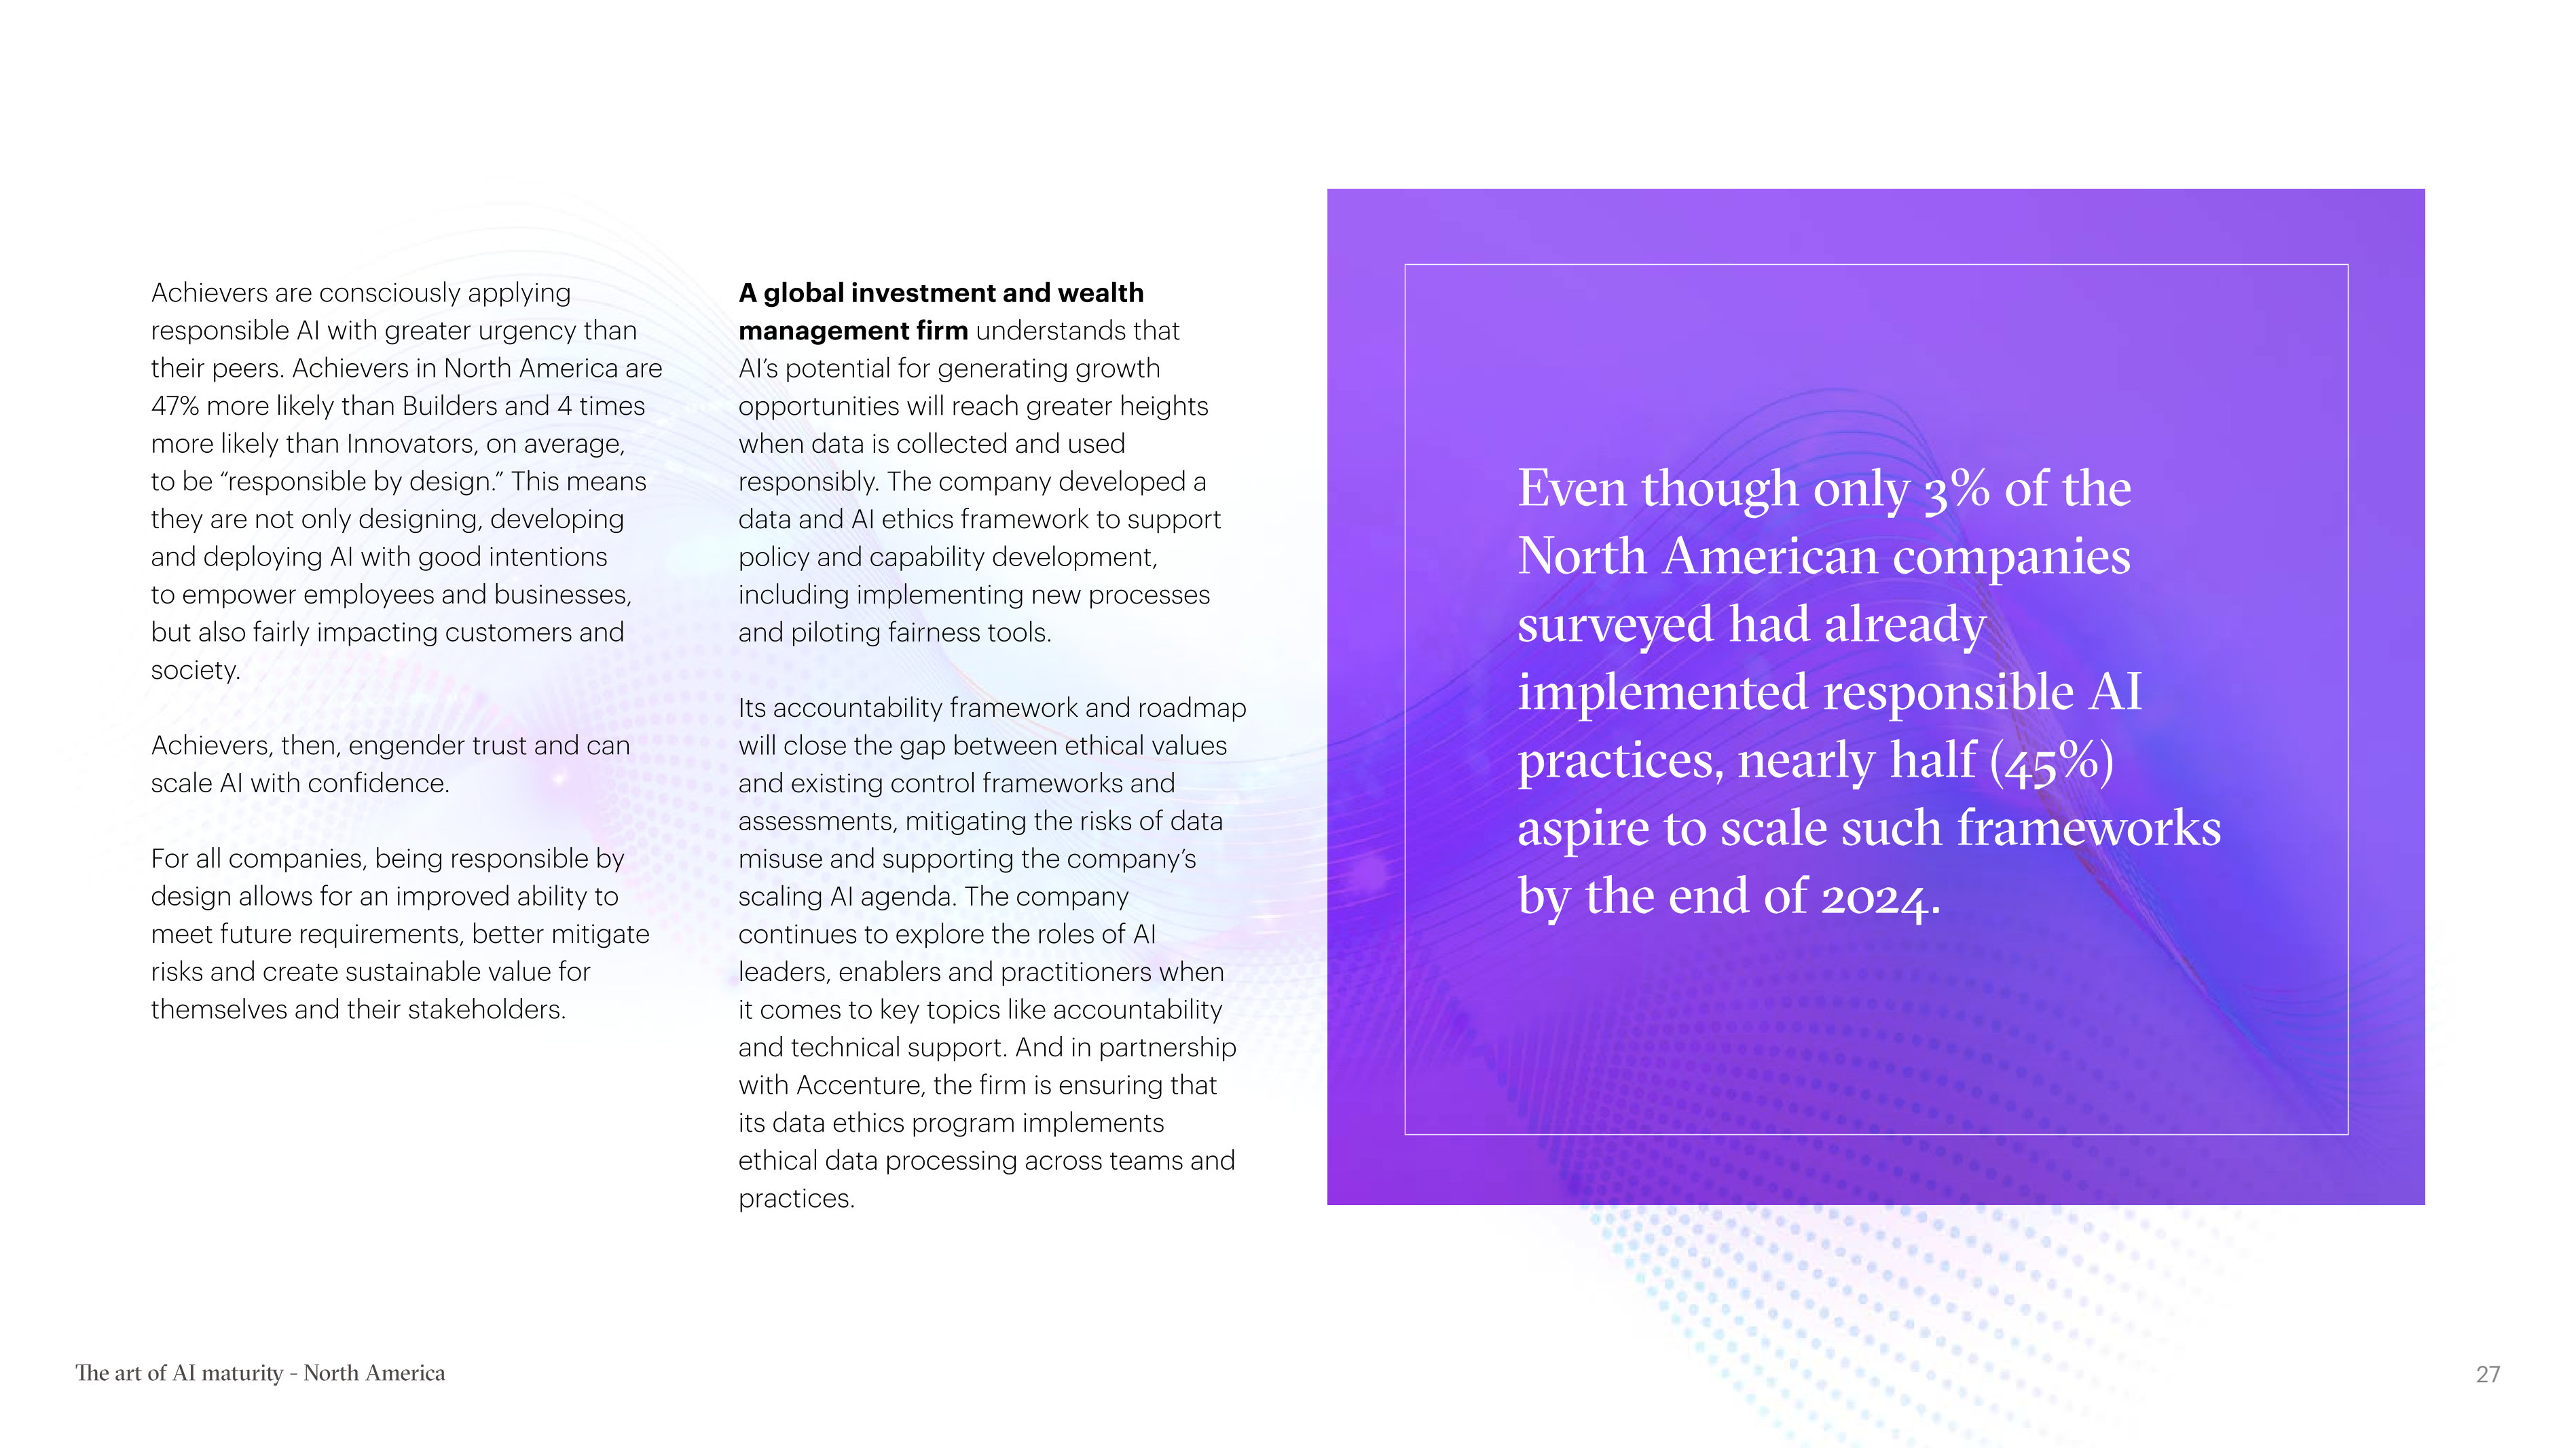 Achievers are consciously applying
responsible AI with greater urgency than
their peers. Achievers in North America are
47% more likely than Builders and 4 times
more likely than Innovators, on average,
to be “responsible by design.” This means
they are not only designing, developing
and deploying AI with good intentions
to empower employees and businesses,
but also fairly impacting customers and
society.
Achievers, then, engender trust and can
scale AI with confidence.
For all companies, being responsible by
design allows for an improved ability to
meet future requirements, better mitigate
risks and create sustainable value for
themselves and their stakeholders.
A global investment and wealth
management firm understands that
AI’s potential for generating growth
opportunities will reach greater heights
when data is collected and used
responsibly. The company developed a
data and AI ethics framework to support
policy and capability development,
including implementing new processes
and piloting fairness tools.
Its accountability framework and roadmap
will close the gap between ethical values
and existing control frameworks and
assessments, mitigating the risks of data
misuse and supporting the company’s
scaling AI agenda. The company
continues to explore the roles of AI
leaders, enablers and practitioners when
it comes to key topics like accountability
and technical support. And in partnership
with Accenture, the firm is ensuring that
its data ethics program implements
ethical data processing across teams and
practices.
Even though only 3% of the
North American companies
surveyed had already
implemented responsible AI
practices, nearly half (45%)
aspire to scale such frameworks
by the end of 2024.
The art of AI maturity - North America
27